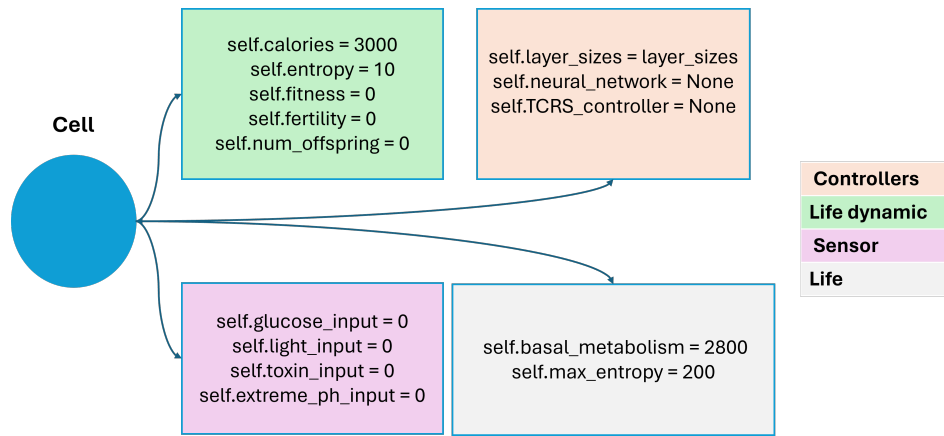 Cell
self.calories = 3000
self.entropy = 10
self.fitness = 0
self.fertility = 0
self.num_offspring = 0
self.layer_sizes = layer_sizes
self.neural_network = None
self.TCRS_controller = None
self.glucose_input = 0
self.light_input = 0
self.toxin_input = 0
self.extreme_ph_input = 0
self.basal_metabolism = 2800
self.max_entropy = 200
Controllers
Life dynamic
Sensor
Life